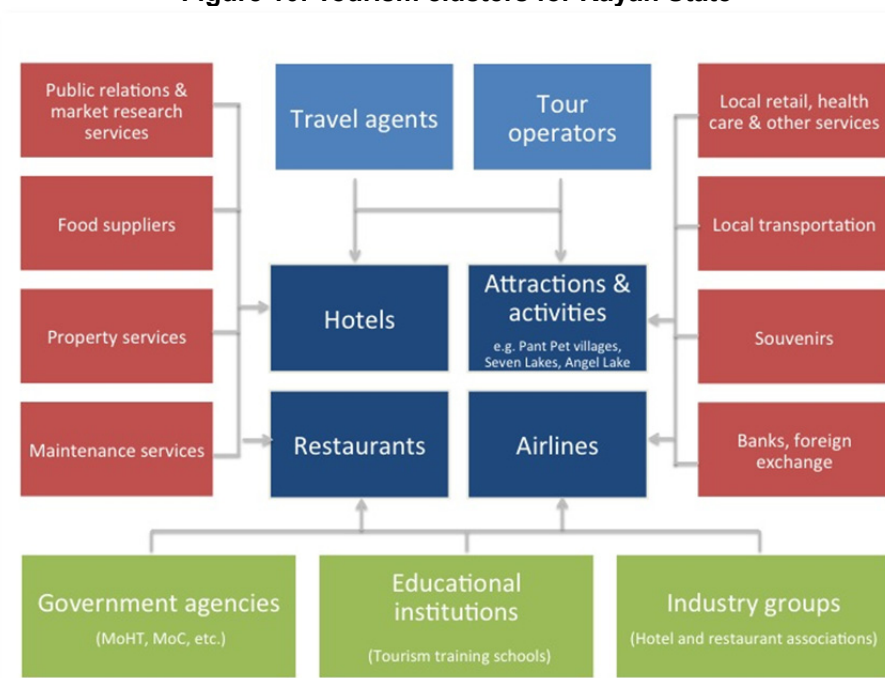 Public relations &
market research
services
Travel agents
Tour
operators
Local retail, health
care & other services
Food suppliers
Local transportation
Hotels
Attractions &
activities
e.g. Pant Pet villages,
Seven Lakes, Angel Lake
Property services
Souvenirs
Maintenance services
Restaurants
Airlines
Banks, foreign
exchange
Government agencies
(MoHT, MoC, etc.)
Educational
institutions
(Tourism training schools)
Industry groups
(Hotel and restaurant associations)